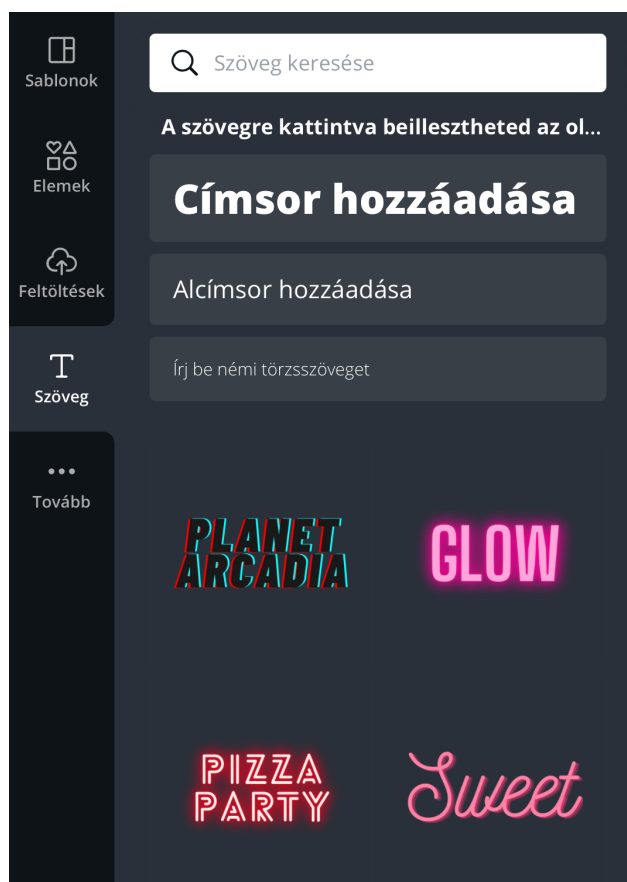 Sablonok
Elemek
Feltöltések
Szöveg
Tovább
Szöveg keresése
A szövegre kattintva beillesztheted az ol...
Címsor hozzáadása
Alcímsor hozzáadása
Írj be némi törzsszöveget
PLANET
ARCADIA
GLOW
PIZZA
PARTY
Sweet